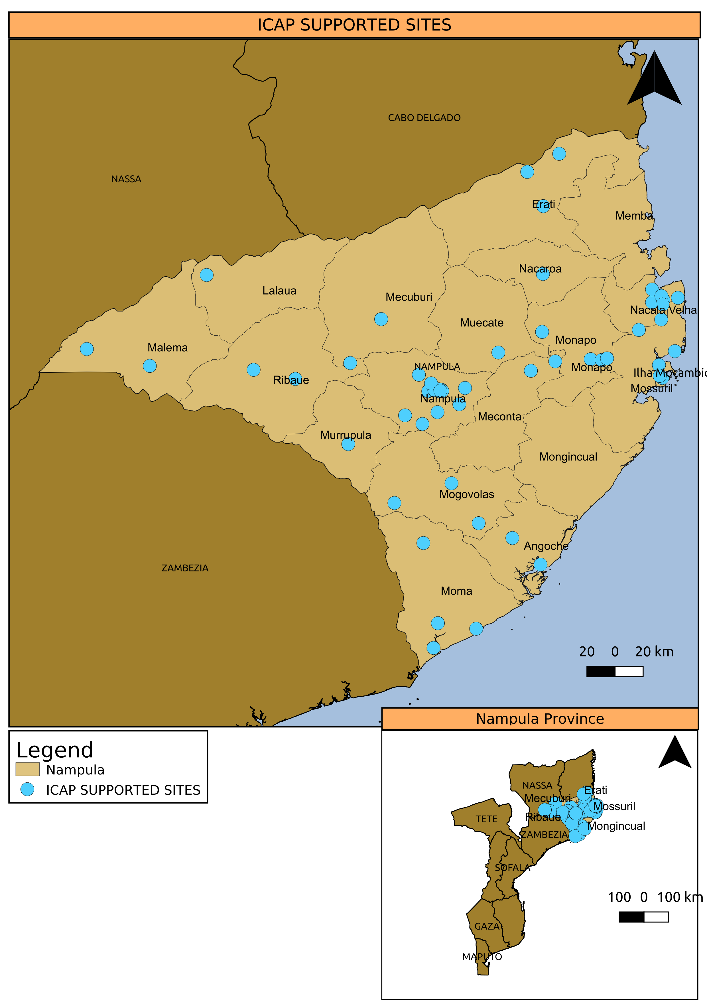 ICAP SUPPORTED SITES
CABO DELGADO
NASSA
Erati
Memba
Nacaroa
Lalaua
Mecuburi
Nacala Velha
Muecate
Monapo
Malema
NAMPULA
Monapo
Ilha Moçambic
Ribaue
Mossuril
Nampula
Meconta
Murrupula
Mongincual
Mogovolas
Angoche
ZAMBEZIA
Moma
20 0 20 km
Nampula Province
Legend
Nampula
ICAP SUPPORTED SITES
NASSA
Erati
Mecuburi
Mossuril
TETE
Ribaue
Mongincual
ZAMBEZIA
SOFALA
100 0 100 km
GAZA
MAPUTO